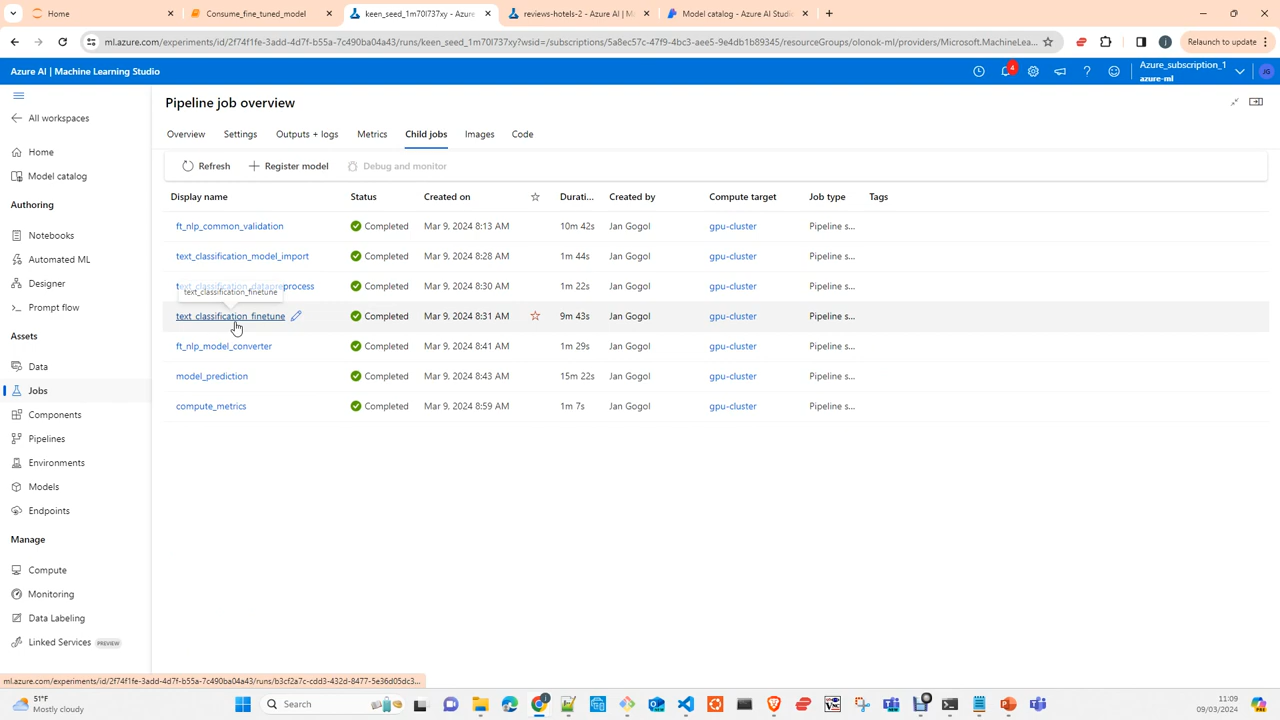 Home
Consume_fine_tuned_model
keen_seed_1m70l737xy - Azure
reviews-hotels-2 - Azure AI | M
Model catalog - Azure AI Studio
ml.azure.com/experiments/id/2f74f1fe-3add-4d7f-b55a-7c490ba04a43/runs/keen_seed_1m70l737xy?wsid=/subscriptions/5a8ec57c-47f9-4bc3-aee5-9e4db1b89345/resourceGroups/olonok-ml/providers/Microsoft.MachineLea...
Relaunch to update
Azure AI | Machine Learning Studio
4
Azure_subscription_1
azure-ml
JG
All workspaces
Home
Model catalog
Authoring
Notebooks
Automated ML
Designer
Prompt flow
Assets
Data
Jobs
Components
Pipelines
Environments
Models
Endpoints
Manage
Compute
Monitoring
Data Labeling
Linked Services PREVIEW
Pipeline job overview
Overview Settings Outputs + logs Metrics Child jobs Images Code
Refresh Register model Debug and monitor
Display name Status Created on Durati... Created by Compute target Job type Tags
ft_nlp_common_validation Completed Mar 9, 2024 8:13 AM 10m 42s Jan Gogol gpu-cluster Pipeline s...
text_classification_model_import Completed Mar 9, 2024 8:28 AM 1m 44s Jan Gogol gpu-cluster Pipeline s...
text_classification_datapreprocess Completed Mar 9, 2024 8:30 AM 1m 22s Jan Gogol gpu-cluster Pipeline s...
text_classification_finetune
text_classification_finetune Completed Mar 9, 2024 8:31 AM 9m 43s Jan Gogol gpu-cluster Pipeline s...
ft_nlp_model_converter Completed Mar 9, 2024 8:41 AM 1m 29s Jan Gogol gpu-cluster Pipeline s...
model_prediction Completed Mar 9, 2024 8:43 AM 15m 22s Jan Gogol gpu-cluster Pipeline s...
compute_metrics Completed Mar 9, 2024 8:59 AM 1m 7s Jan Gogol gpu-cluster Pipeline s...
ml.azure.com/experiments/id/2f74f1fe-3add-4d7f-b55a-7c490ba04a43/runs/b3cf2a7c-cdd3-432d-8477-5e36d05dc3...
51°F
Mostly cloudy
Search
11:09
09/03/2024